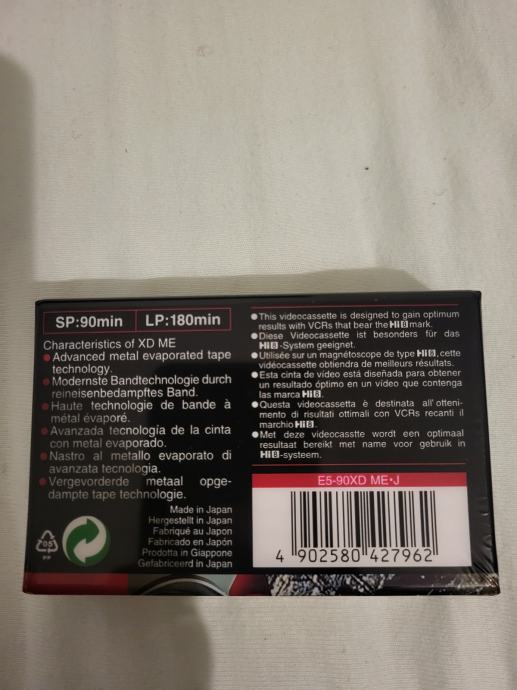 SP:90min LP:180min
Characteristics of XD ME
●Advanced metal evaporated tape
technology.
●Modernste Bandtechnologie durch
reineisenbedampftes Band.
●Haute technologie de bande à
métal évaporé.
●Avanzada tecnología de la cinta
con metal evaporado.
●Nastro al metallo evaporato di
avanzata tecnologia.
●Vergevorderde metaal opge-
dampte tape technologie.
Made in Japan
Hergestellt in Japan
Fabriqué au Japon
Fabricado en Japón
Prodotta in Giappone
Gefabriceerd in Japan
PP
●This videocassette is designed to gain optimum
results with VCRs that bear the Hi8 mark.
●Diese Videocassette ist besonders für das
Hi8-System geeignet.
●Utilisée sur un magnétoscope de type Hi8, cette
vidéocassette obtiendra de meilleurs résultats.
●Esta cinta de vídeo está diseñada para obtener
un resultado óptimo en un vídeo que contenga
las marca Hi8.
●Questa videocassetta è destinata all'otteni-
mento di risultati ottimali con VCRs recanti il
marchio Hi8.
●Met deze videocasstte wordt een optimaal
resultaat bereikt met name voor gebruik in
Hi8-systeem.
E5-90XD ME•J
4 902580 427962